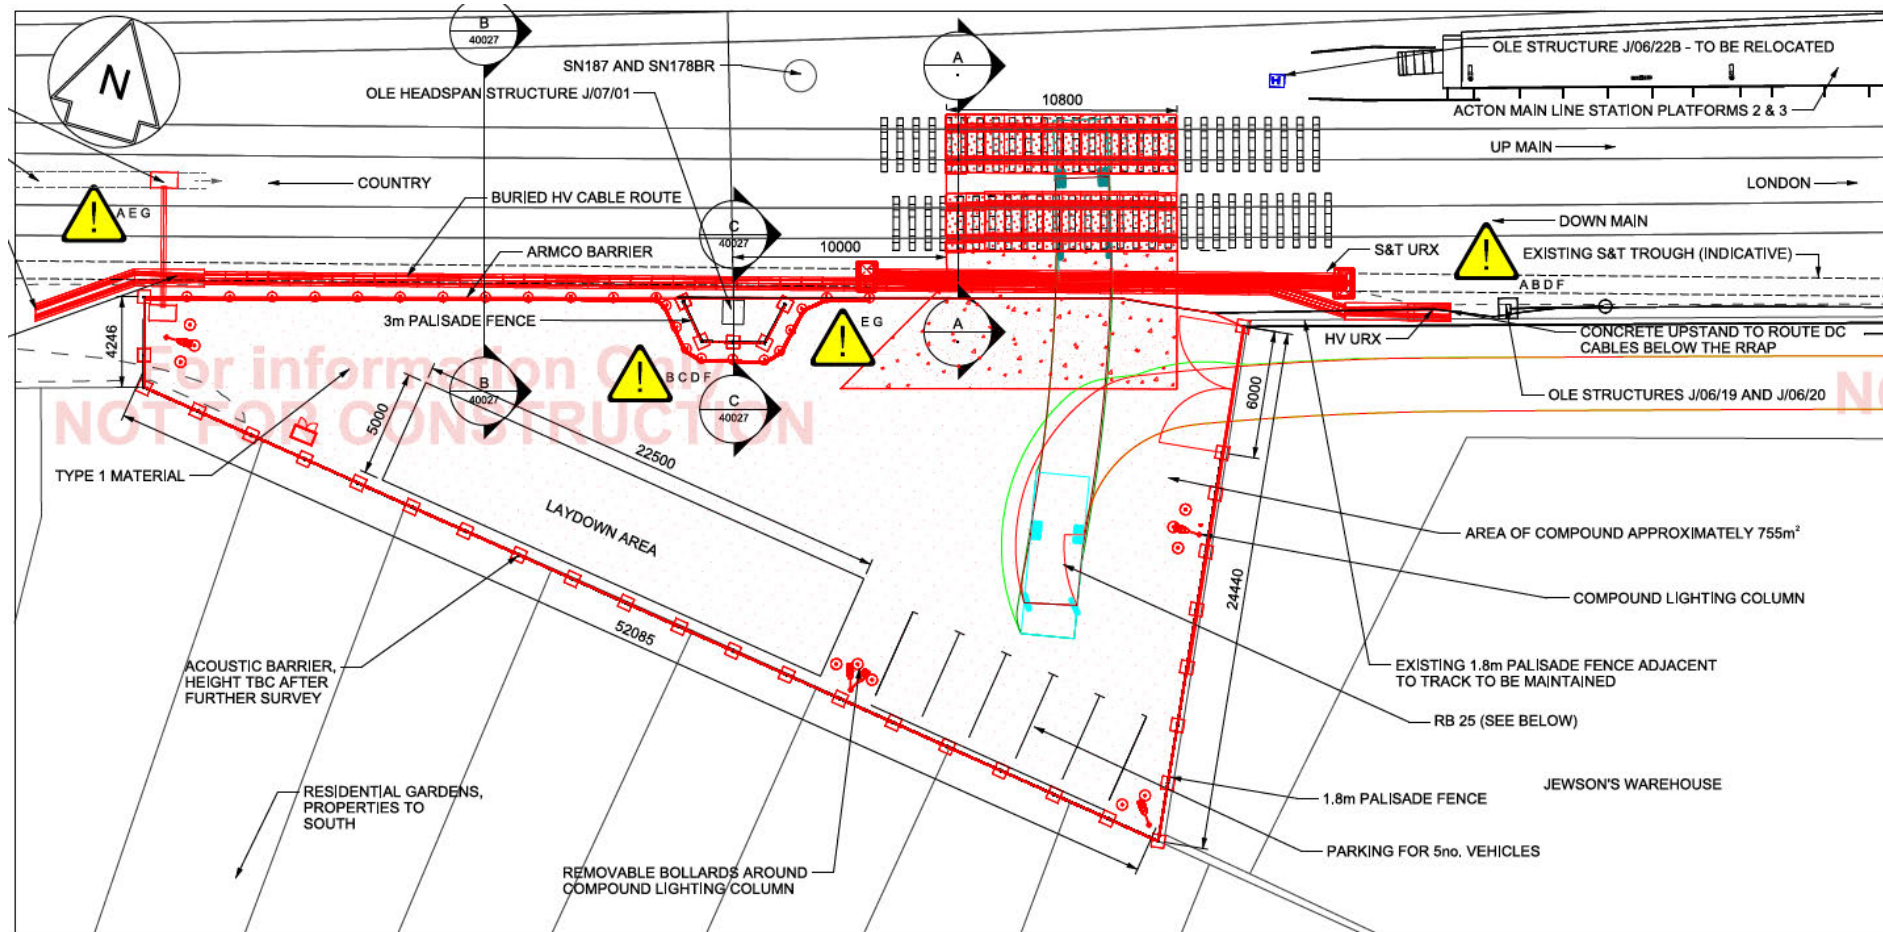 B
40027
A
SN187 AND SN178BR
OLE HEADSPAN STRUCTURE J/07/01
OLE STRUCTURE J/06/22B - TO BE RELOCATED
ACTON MAIN LINE STATION PLATFORMS 2 & 3
N
10800
UP MAIN
COUNTRY
LONDON
BURIED HV CABLE ROUTE
DOWN MAIN
A E G
C
40027
10000
ARMCO BARRIER
S&T URX
EXISTING S&T TROUGH (INDICATIVE)
A B D F
3m PALISADE FENCE
E G
A
4246
HV URX
CONCRETE UPSTAND TO ROUTE DC
CABLES BELOW THE RRAP
For information Only
NOT FOR CONSTRUCTION
NO
B C D F
B
40027
C
40027
OLE STRUCTURES J/06/19 AND J/06/20
5000
6000
22500
TYPE 1 MATERIAL
LAYDOWN AREA
AREA OF COMPOUND APPROXIMATELY 755m²
24440
COMPOUND LIGHTING COLUMN
52085
ACOUSTIC BARRIER,
HEIGHT TBC AFTER
FURTHER SURVEY
EXISTING 1.8m PALISADE FENCE ADJACENT
TO TRACK TO BE MAINTAINED
RB 25 (SEE BELOW)
RESIDENTIAL GARDENS,
PROPERTIES TO
SOUTH
1.8m PALISADE FENCE
JEWSON'S WAREHOUSE
REMOVABLE BOLLARDS AROUND
COMPOUND LIGHTING COLUMN
PARKING FOR 5no. VEHICLES